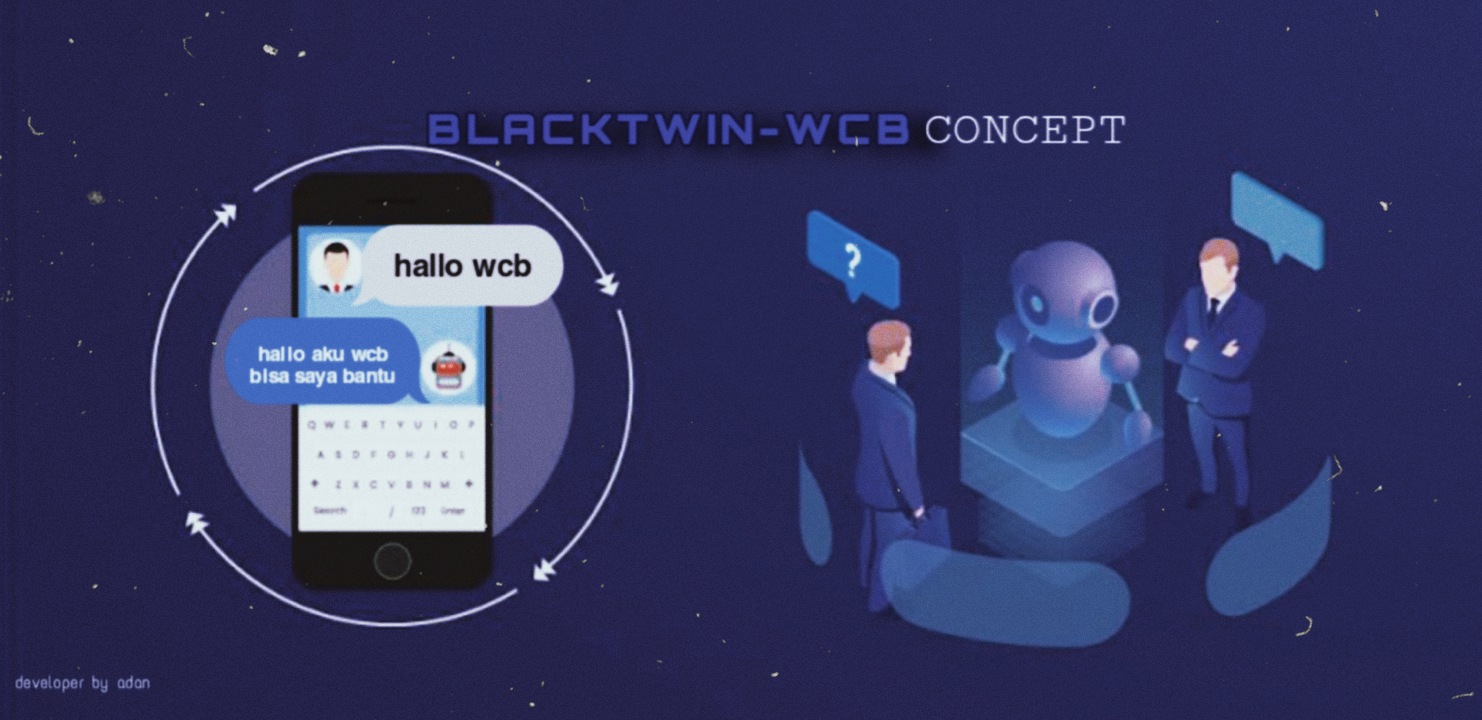 BLACKTWIN-WCB CONCEPT
hallo wcb
hallo aku wcb
bisa saya bantu
Q W E R T Y U I O P
A S D F G H J K L
Z X C V B N M
Search / 123 Enter
?
developer by adan